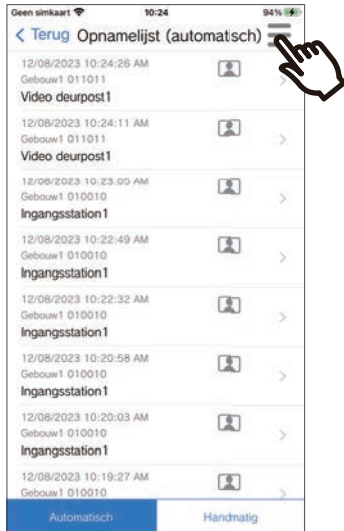 Geen simkaart 10:24 94%
Terug Opnamelijst (automatisch)
12/08/2023 10:24:26 AM
Gebouw1 011011
Video deurpost1
12/08/2023 10:24:11 AM
Gebouw1 011011
Video deurpost1
12/08/2023 10:23:05 AM
Gebouw1 010010
Ingangsstation1
12/08/2023 10:22:49 AM
Gebouw1 010010
Ingangsstation1
12/08/2023 10:22:32 AM
Gebouw1 010010
Ingangsstation1
12/08/2023 10:20:58 AM
Gebouw1 010010
Ingangsstation1
12/08/2023 10:20:03 AM
Gebouw1 010010
Ingangsstation1
12/08/2023 10:19:27 AM
Gebouw1 010010
Automatisch Handmatig